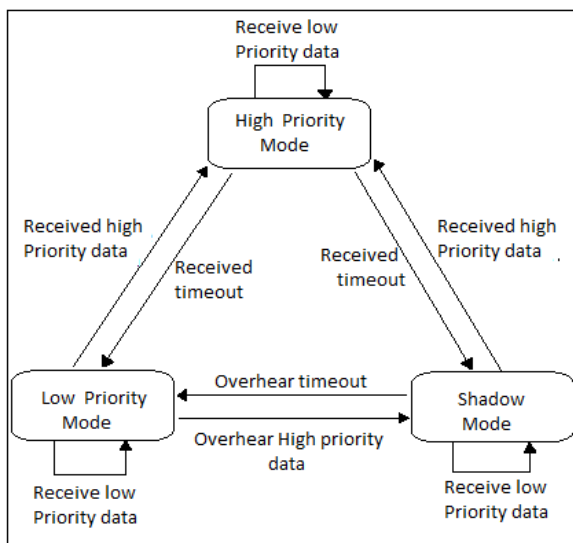 Receive low
Priority data
High Priority
Mode
Received high
Priority data
Received
timeout
Received
timeout
Received high
Priority data
Low Priority
Mode
Overhear timeout
Overhear High priority
data
Shadow
Mode
Receive low
Priority data
Receive low
Priority data